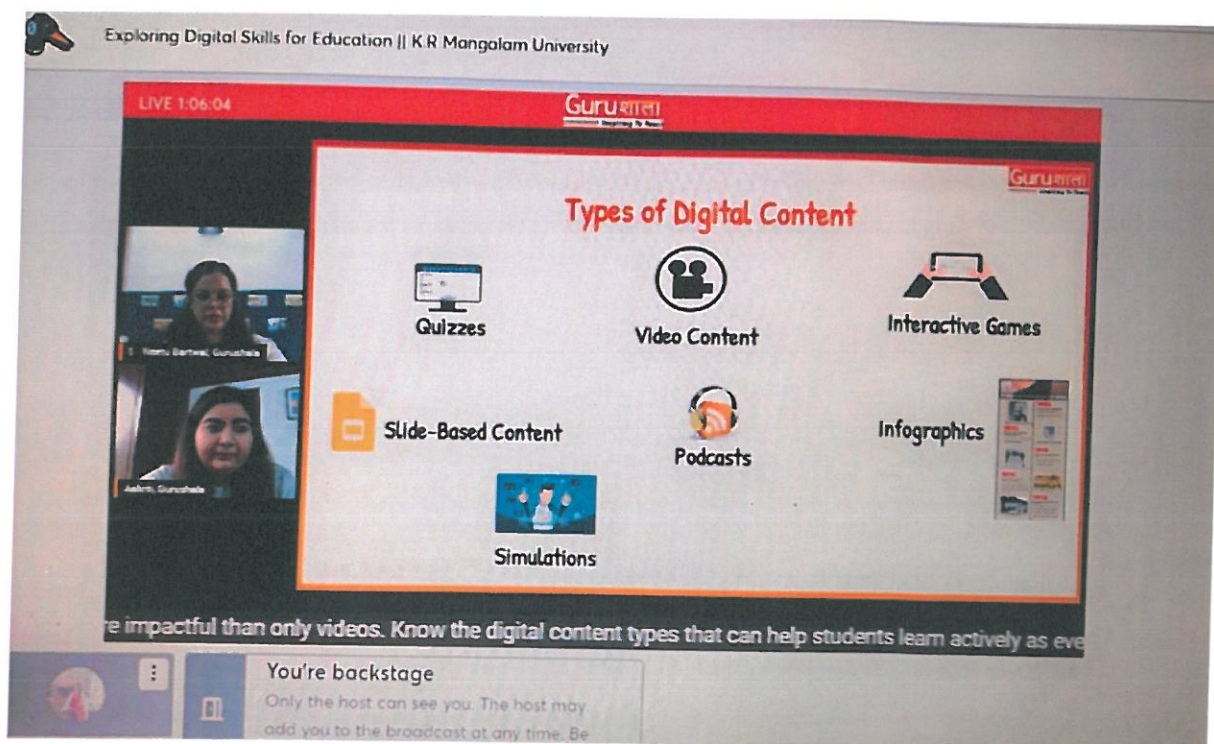 Exploring Digital Skills for Education || K.R Mangalam University
LIVE 1:06:04
Guruशाला
Guruशाला
Types of Digital Content
Quizzes
Video Content
Interactive Games
Slide-Based Content
Podcasts
Infographics
Simulations
Bartwal, Gurushala
Gurushala
e impactful than only videos. Know the digital content types that can help students learn actively as eve
You're backstage
Only the host can see you. The host may
add you to the broadcast at any time. Be